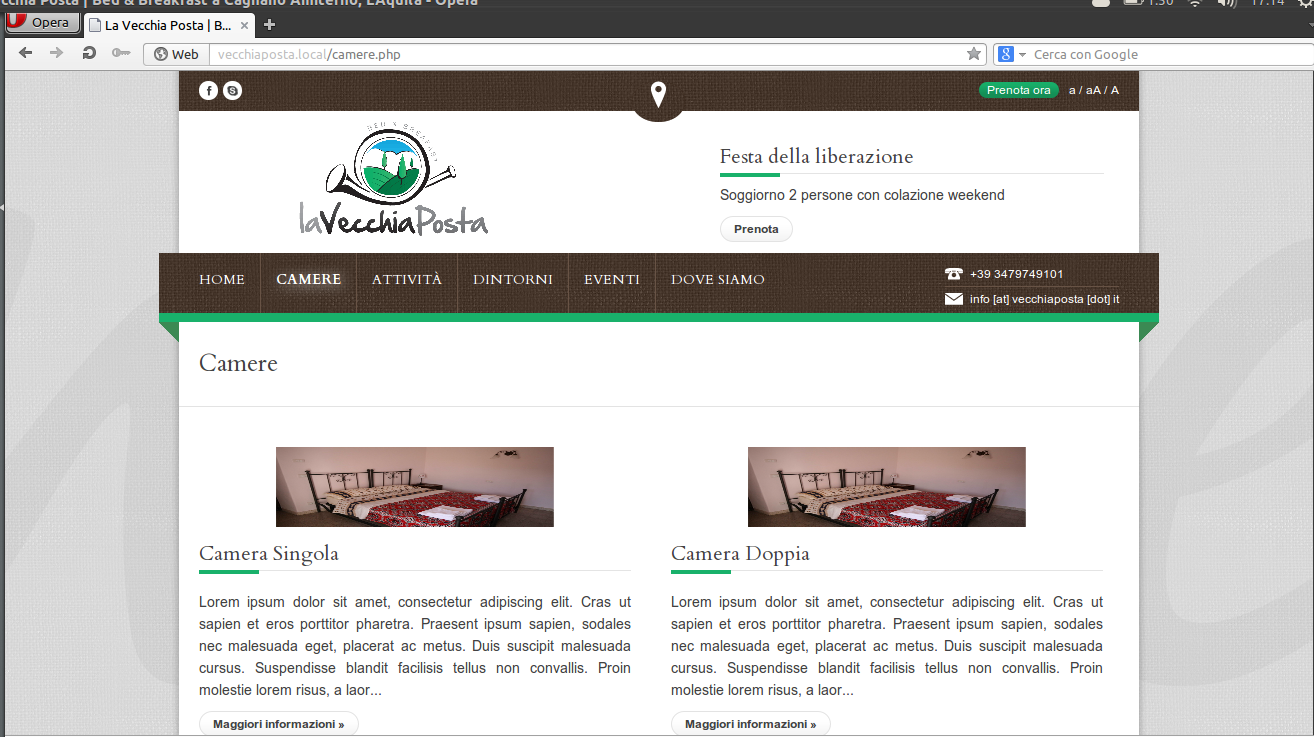 cchia Posta | Bed & Breakfast a Cagnano Amiterno, L'Aquila - Opera
1:30 17:14
Opera
La Vecchia Posta | B...
Web
vecchiaposta.local/camere.php
Cerca con Google
Prenota ora
a / aA / A
BED & BREAKFAST
laVecchiaPosta
Festa della liberazione
Soggiorno 2 persone con colazione weekend
Prenota
HOME
CAMERE
ATTIVITÀ
DINTORNI
EVENTI
DOVE SIAMO
+39 3479749101
info [at] vecchiaposta [dot] it
Camere
Camera Singola
Lorem ipsum dolor sit amet, consectetur adipiscing elit. Cras ut
sapien et eros porttitor pharetra. Praesent ipsum sapien, sodales
nec malesuada eget, placerat ac metus. Duis suscipit malesuada
cursus. Suspendisse blandit facilisis tellus non convallis. Proin
molestie lorem risus, a laor...
Maggiori informazioni »
Camera Doppia
Lorem ipsum dolor sit amet, consectetur adipiscing elit. Cras ut
sapien et eros porttitor pharetra. Praesent ipsum sapien, sodales
nec malesuada eget, placerat ac metus. Duis suscipit malesuada
cursus. Suspendisse blandit facilisis tellus non convallis. Proin
molestie lorem risus, a laor...
Maggiori informazioni »